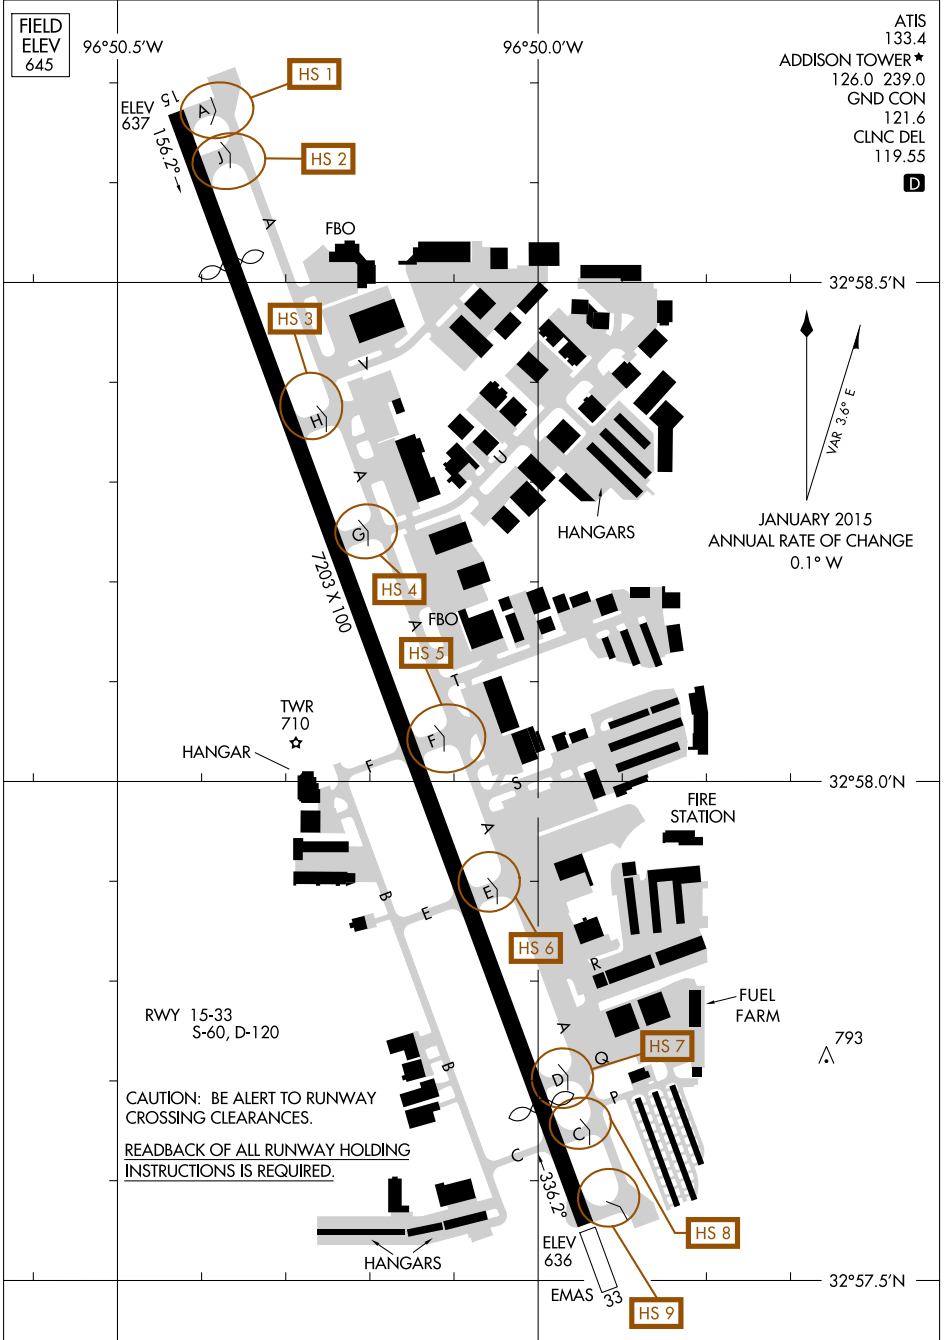 FIELD
ELEV
645
96°50.5'W
96°50.0'W
ATIS
133.4
ADDISON TOWER★
126.0 239.0
GND CON
121.6
CLNC DEL
119.55
D
HS 1
15
ELEV
637
A
156.2°
J
HS 2
A
FBO
32°58.5'N
HS 3
V
VAR 3.6° E
H
A
U
G
HANGARS
JANUARY 2015
ANNUAL RATE OF CHANGE
0.1° W
7203 X 100
HS 4
A
FBO
HS 5
T
TWR
710
F
HANGAR
F
S
32°58.0'N
FIRE
STATION
A
B
E
E
HS 6
R
FUEL
FARM
RWY 15-33
S-60, D-120
A
Q
HS 7
793
B
D
P
CAUTION: BE ALERT TO RUNWAY
CROSSING CLEARANCES.
READBACK OF ALL RUNWAY HOLDING
INSTRUCTIONS IS REQUIRED.
C
C
336.2°
HS 8
ELEV
636
HANGARS
EMAS
33
32°57.5'N
HS 9